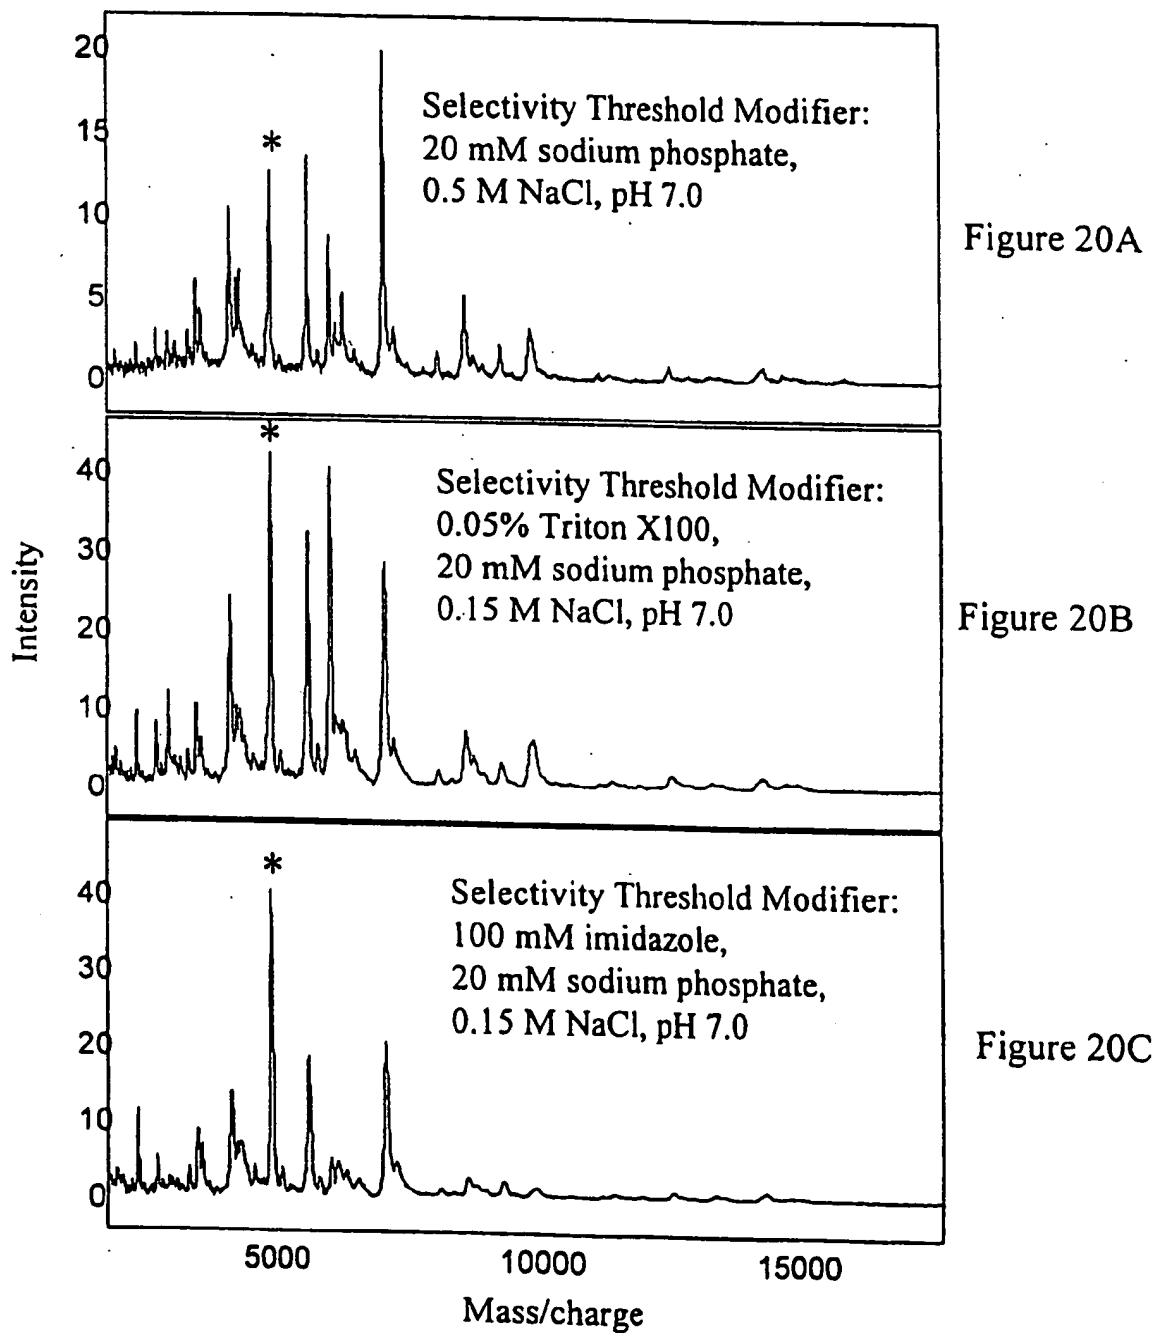 20
15
10
5
0
*
Selectivity Threshold Modifier:
20 mM sodium phosphate,
0.5 M NaCl, pH 7.0
Figure 20A
40
30
20
10
0
*
Selectivity Threshold Modifier:
0.05% Triton X100,
20 mM sodium phosphate,
0.15 M NaCl, pH 7.0
Figure 20B
Intensity
40
30
20
10
0
*
Selectivity Threshold Modifier:
100 mM imidazole,
20 mM sodium phosphate,
0.15 M NaCl, pH 7.0
Figure 20C
5000 10000 15000
Mass/charge